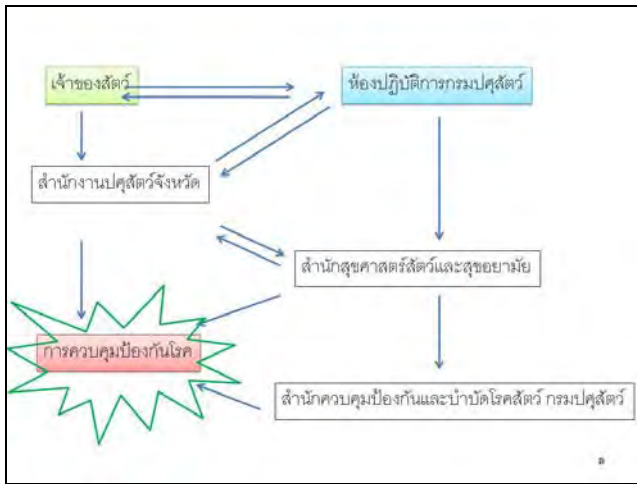 เจ้าของสัตว์
ห้องปฏิบัติการกรมปศุสัตว์
สำนักงานปศุสัตว์จังหวัด
สำนักสุขศาสตร์สัตว์และสุขอนามัย
การควบคุมป้องกันโรค
สำนักควบคุมป้องกันและบำบัดโรคสัตว์ กรมปศุสัตว์